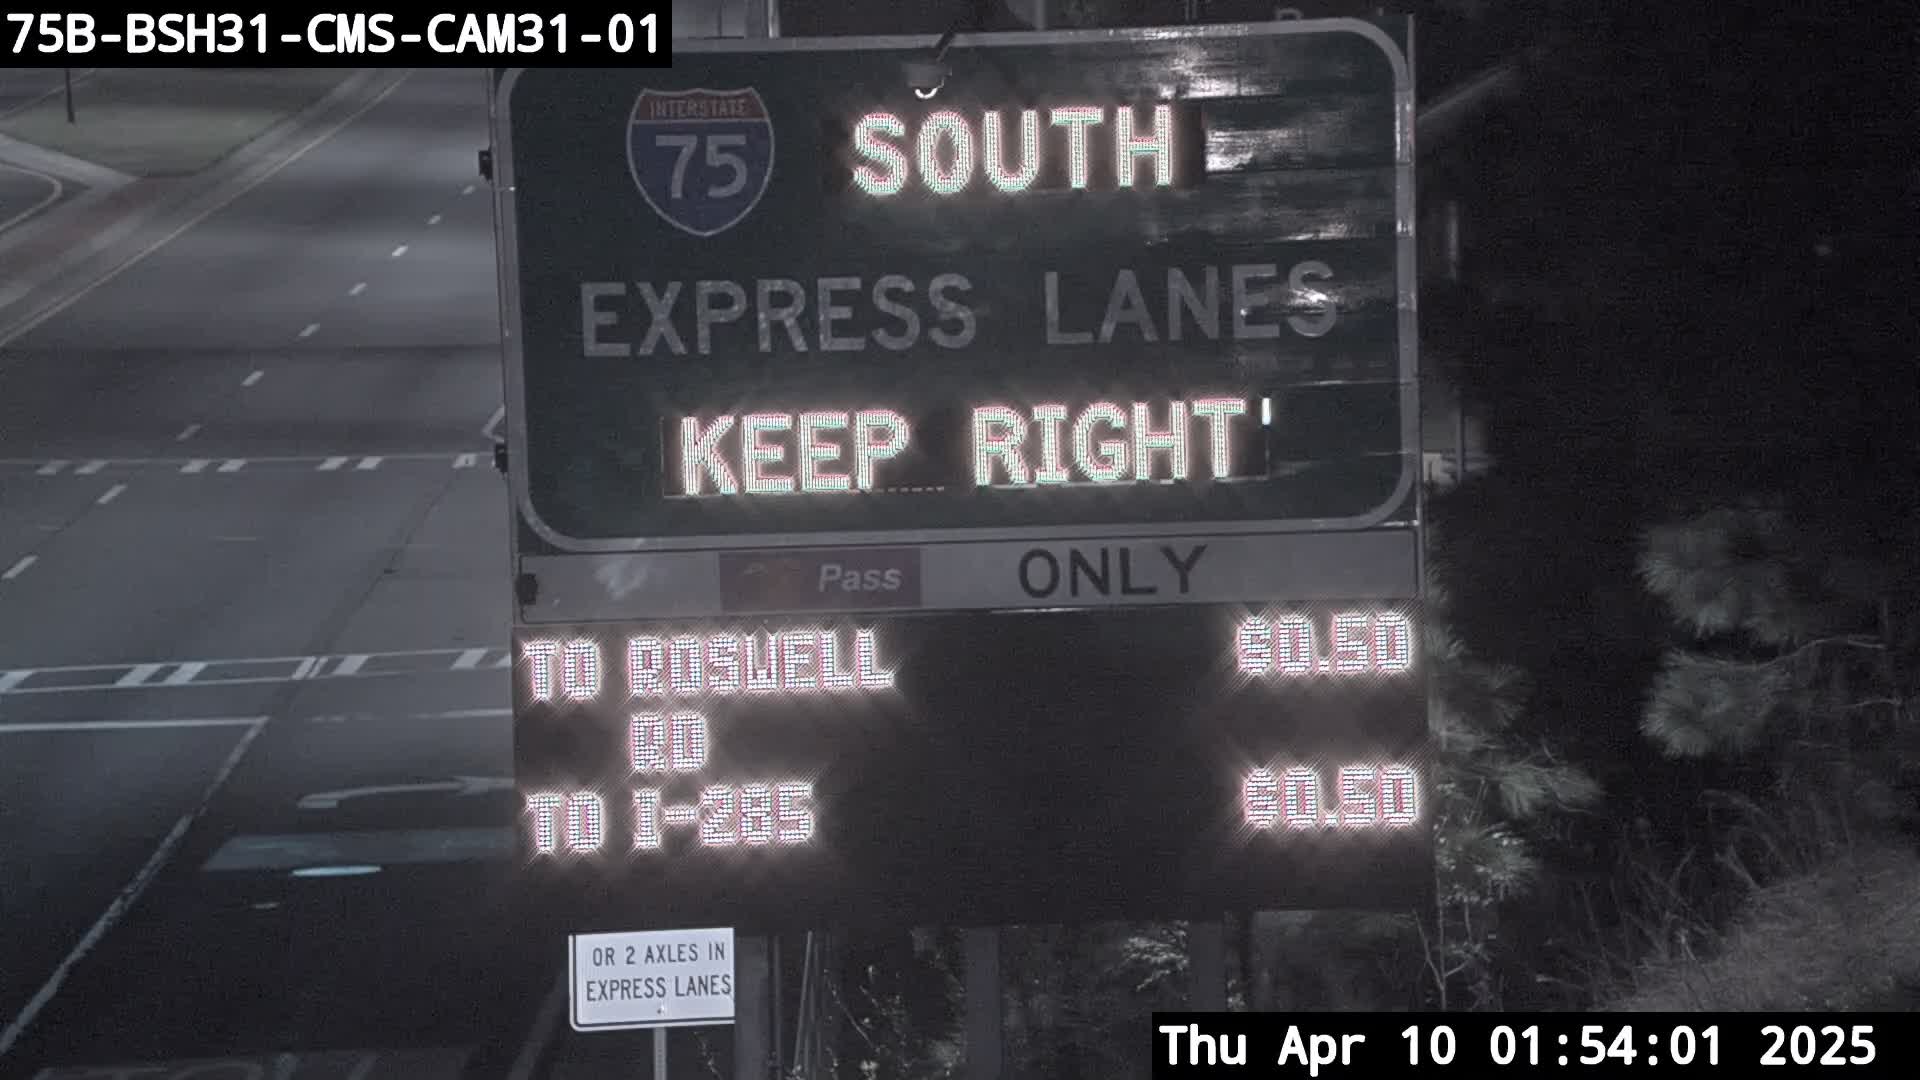 75B-BSH31-CMS-CAM31-01
INTERSTATE
75
SOUTH
EXPRESS LANES
KEEP RIGHT
Pass
ONLY
TO ROSWELL RD $0.50
TO I-285 $0.50
OR 2 AXLES IN
EXPRESS LANES
Thu Apr 10 01:54:01 2025